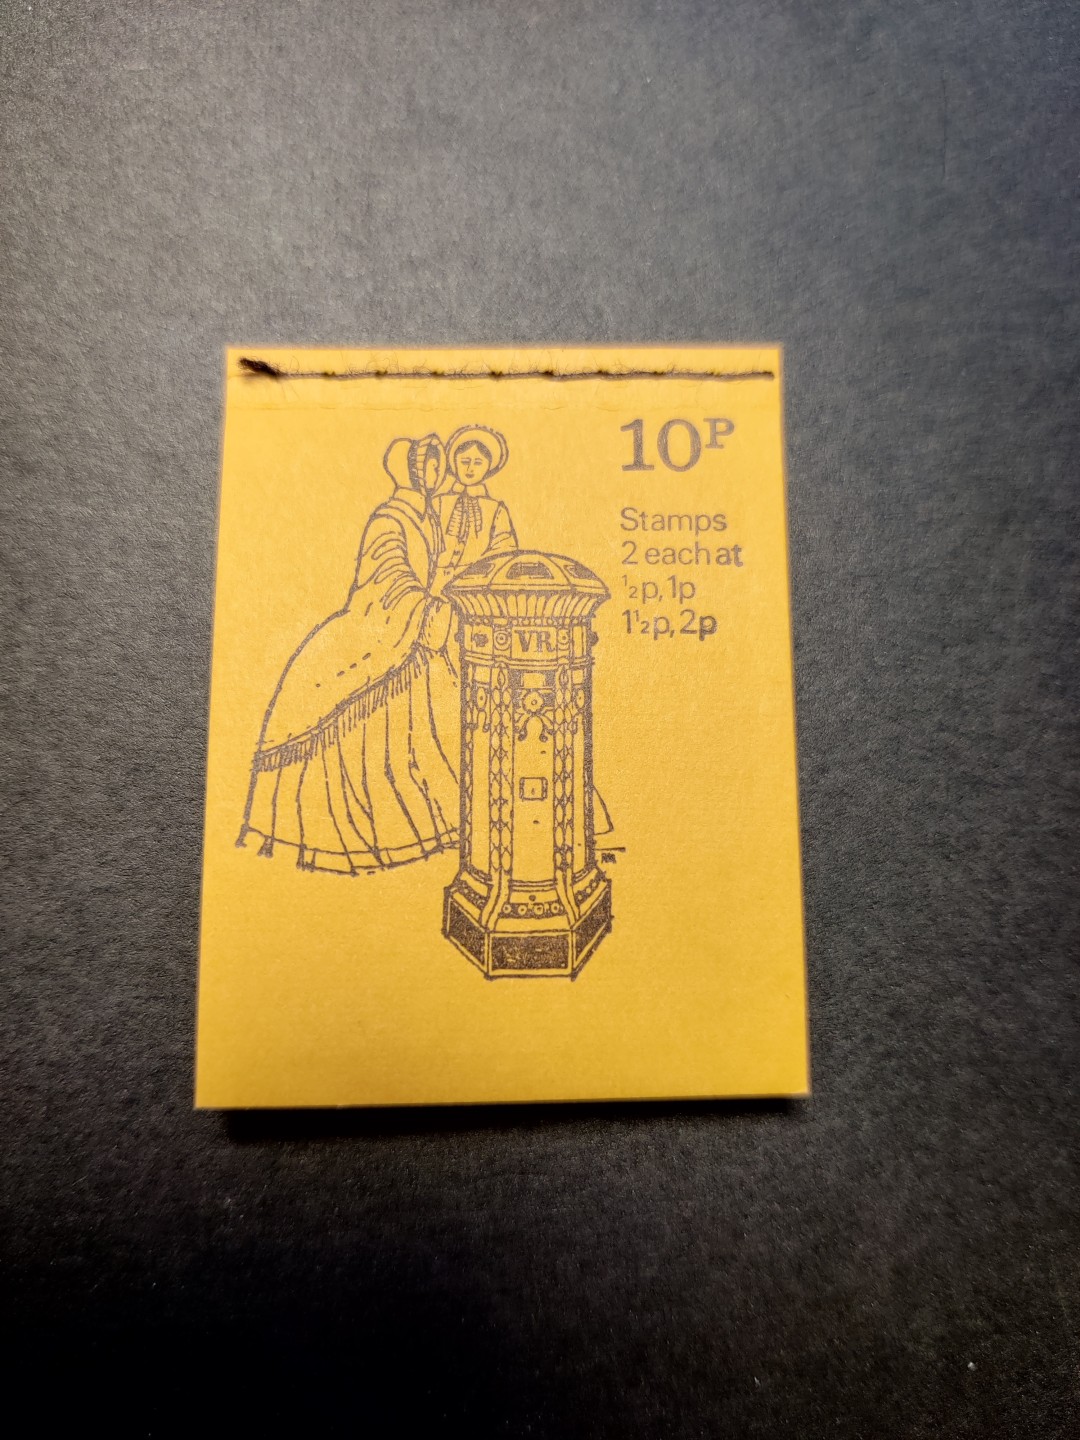 10P
Stamps
2 each at
½p, 1p
1½p, 2p
VR